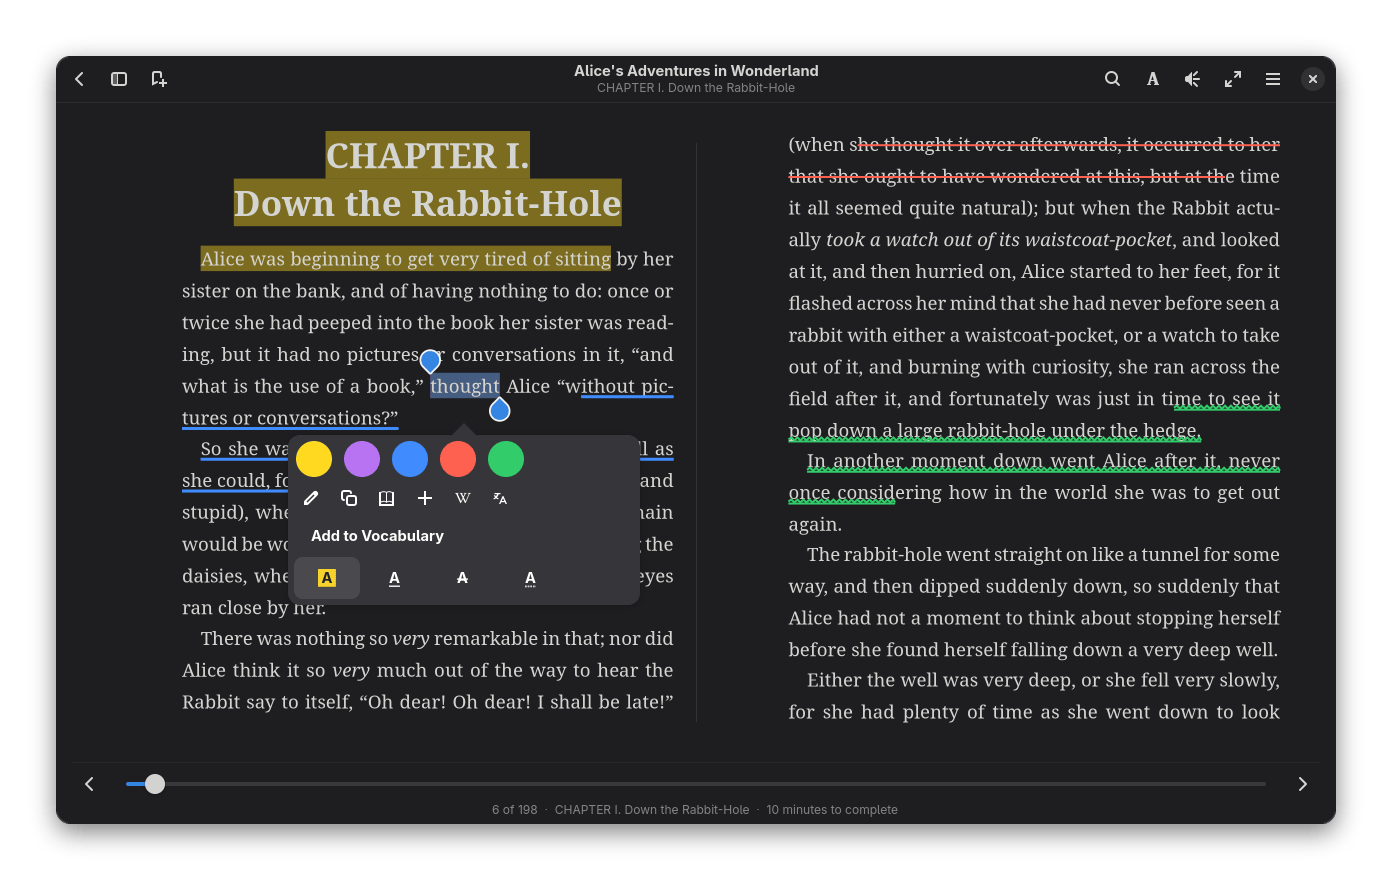 Alice's Adventures in Wonderland
CHAPTER I. Down the Rabbit-Hole
A
CHAPTER I.
Down the Rabbit-Hole
Alice was beginning to get very tired of sitting by her
sister on the bank, and of having nothing to do: once or
twice she had peeped into the book her sister was read-
ing, but it had no pictures conversations in it, “and
what is the use of a book,” thought Alice “without pic-
tures or conversations?”
So she as
she could, and
stupid),
would be the
daisies, eyes
ran close by her.
There was nothing so very remarkable in that; nor did
Alice think it so very much out of the way to hear the
Rabbit say to itself, “Oh dear! Oh dear! I shall be late!”
W
Add to Vocabulary
A A A A
(when she thought it over afterwards, it occurred to her
that she ought to have wondered at this, but at the time
it all seemed quite natural); but when the Rabbit actu-
ally took a watch out of its waistcoat-pocket, and looked
at it, and then hurried on, Alice started to her feet, for it
flashed across her mind that she had never before seen a
rabbit with either a waistcoat-pocket, or a watch to take
out of it, and burning with curiosity, she ran across the
field after it, and fortunately was just in time to see it
pop down a large rabbit-hole under the hedge.
In another moment down went Alice after it, never
once considering how in the world she was to get out
again.
The rabbit-hole went straight on like a tunnel for some
way, and then dipped suddenly down, so suddenly that
Alice had not a moment to think about stopping herself
before she found herself falling down a very deep well.
Either the well was very deep, or she fell very slowly,
for she had plenty of time as she went down to look
6 of 198 · CHAPTER I. Down the Rabbit-Hole · 10 minutes to complete